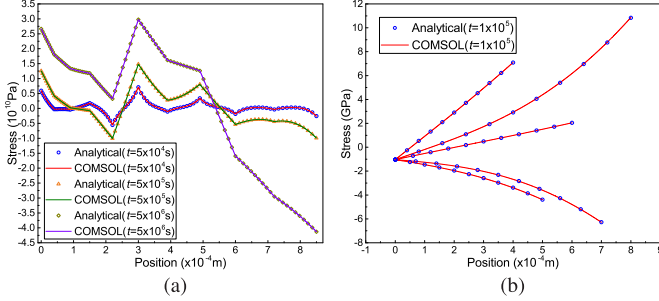 (a)
3.5
3.0
2.5
2.0
1.5
1.0
0.5
0.0
-0.5
-1.0
-1.5
-2.0
-2.5
-3.0
-3.5
-4.0
-4.5
Stress (10¹⁰Pa)
Analytical(t=5x10⁴s)
COMSOL(t=5x10⁴s)
Analytical(t=5x10⁵s)
COMSOL(t=5x10⁵s)
Analytical(t=5x10⁶s)
COMSOL(t=5x10⁶s)
0 1 2 3 4 5 6 7 8
Position (x10⁻⁴m)
(a)
(b)
12
10
8
6
4
2
0
-2
-4
-6
-8
Stress (GPa)
Analytical(t=1x10⁵)
COMSOL(t=1x10⁵)
-1 0 1 2 3 4 5 6 7 8 9
Position (x10⁻⁴m)
(b)